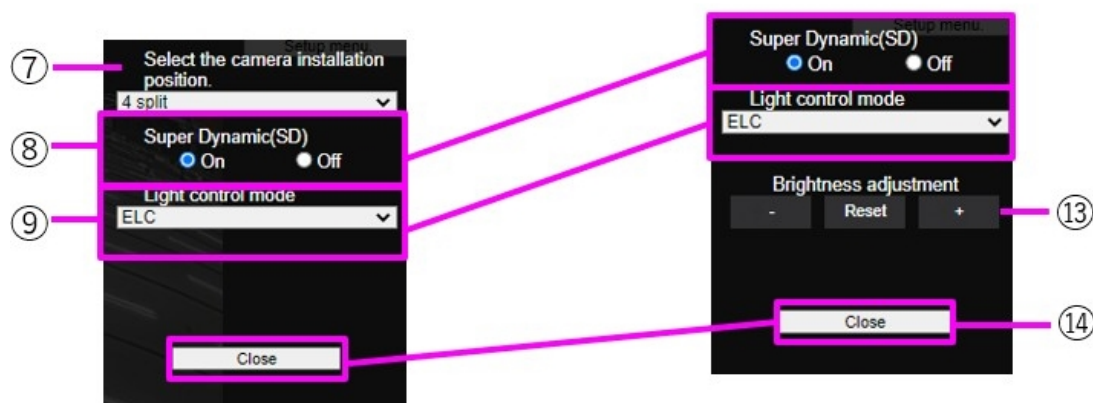 Setup menu.
⑦
Select the camera installation
position.
4 split
⑧
Super Dynamic(SD)
On
Off
⑨
Light control mode
ELC
Close
Setup menu.
Super Dynamic(SD)
On
Off
Light control mode
ELC
Brightness adjustment
-
Reset
+
⑬
Close
⑭